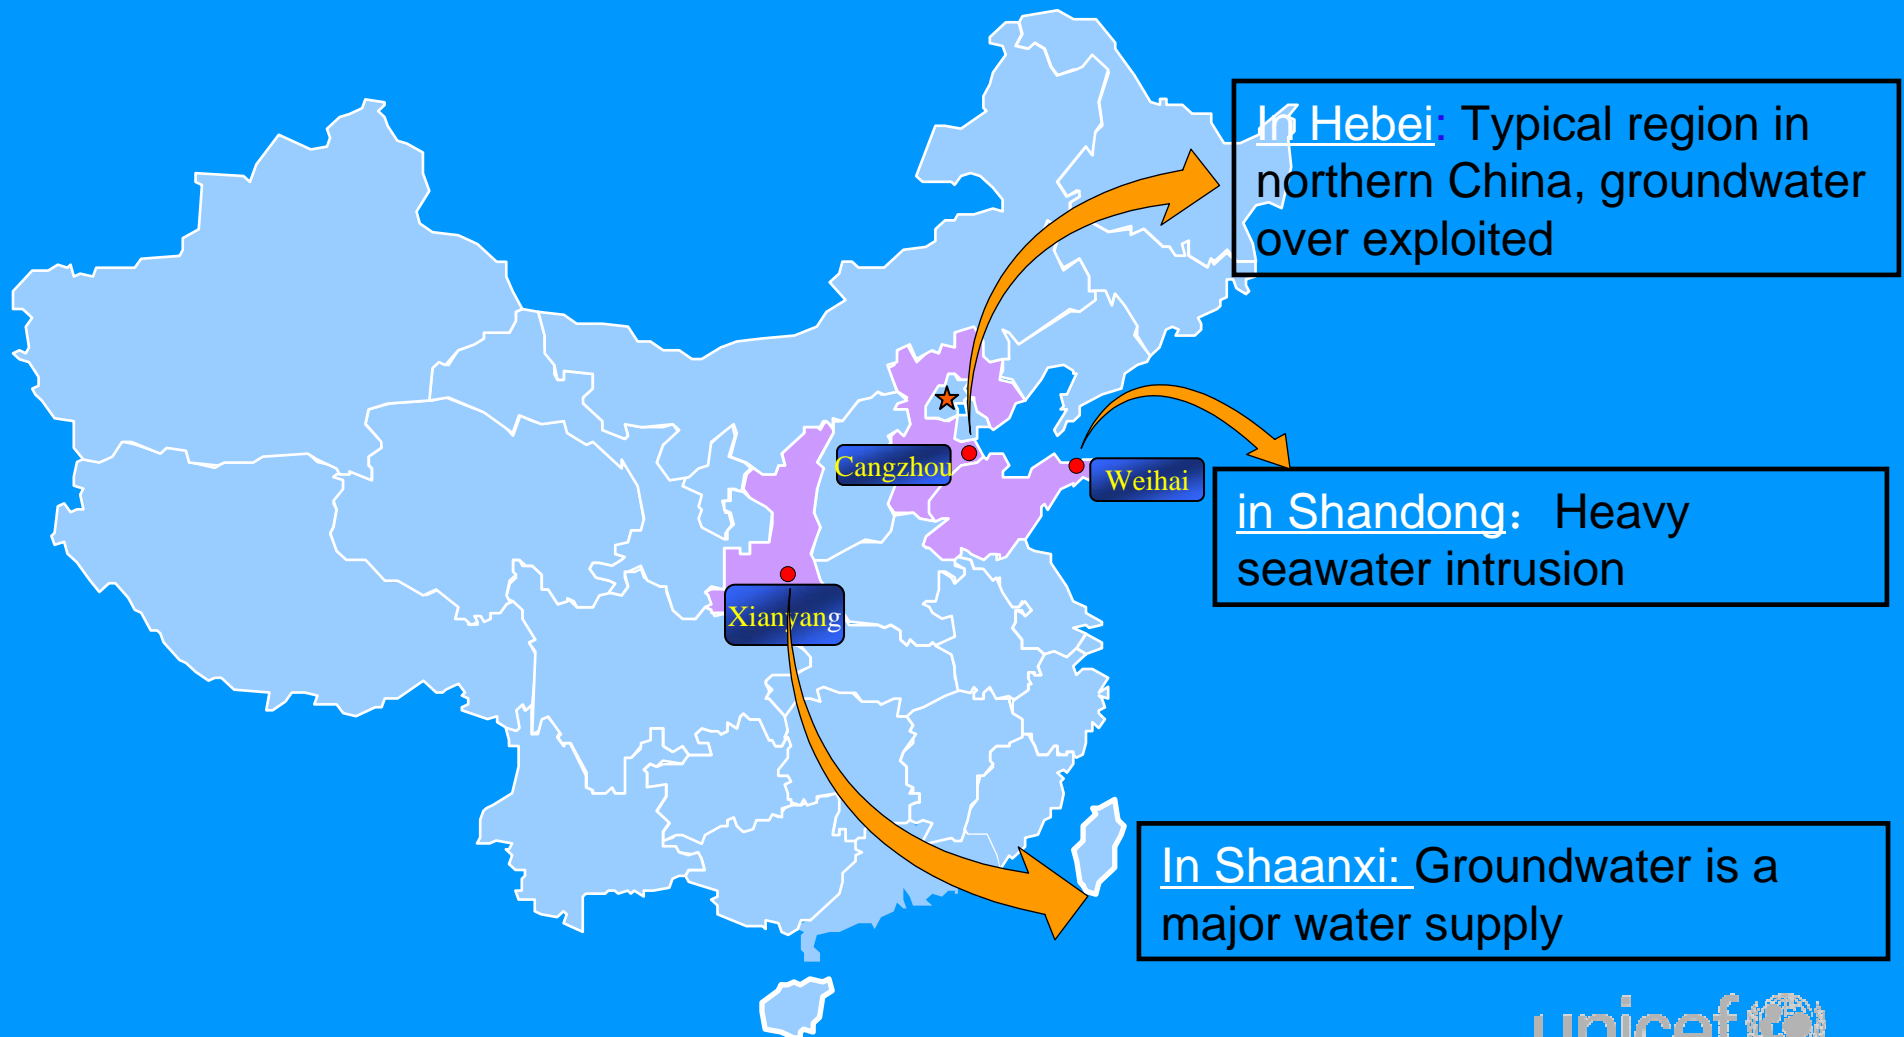 In Hebei: Typical region in
northern China, groundwater
over exploited
Cangzhou
Weihai
in Shandong： Heavy
seawater intrusion
Xianyang
In Shaanxi: Groundwater is a
major water supply
unicef